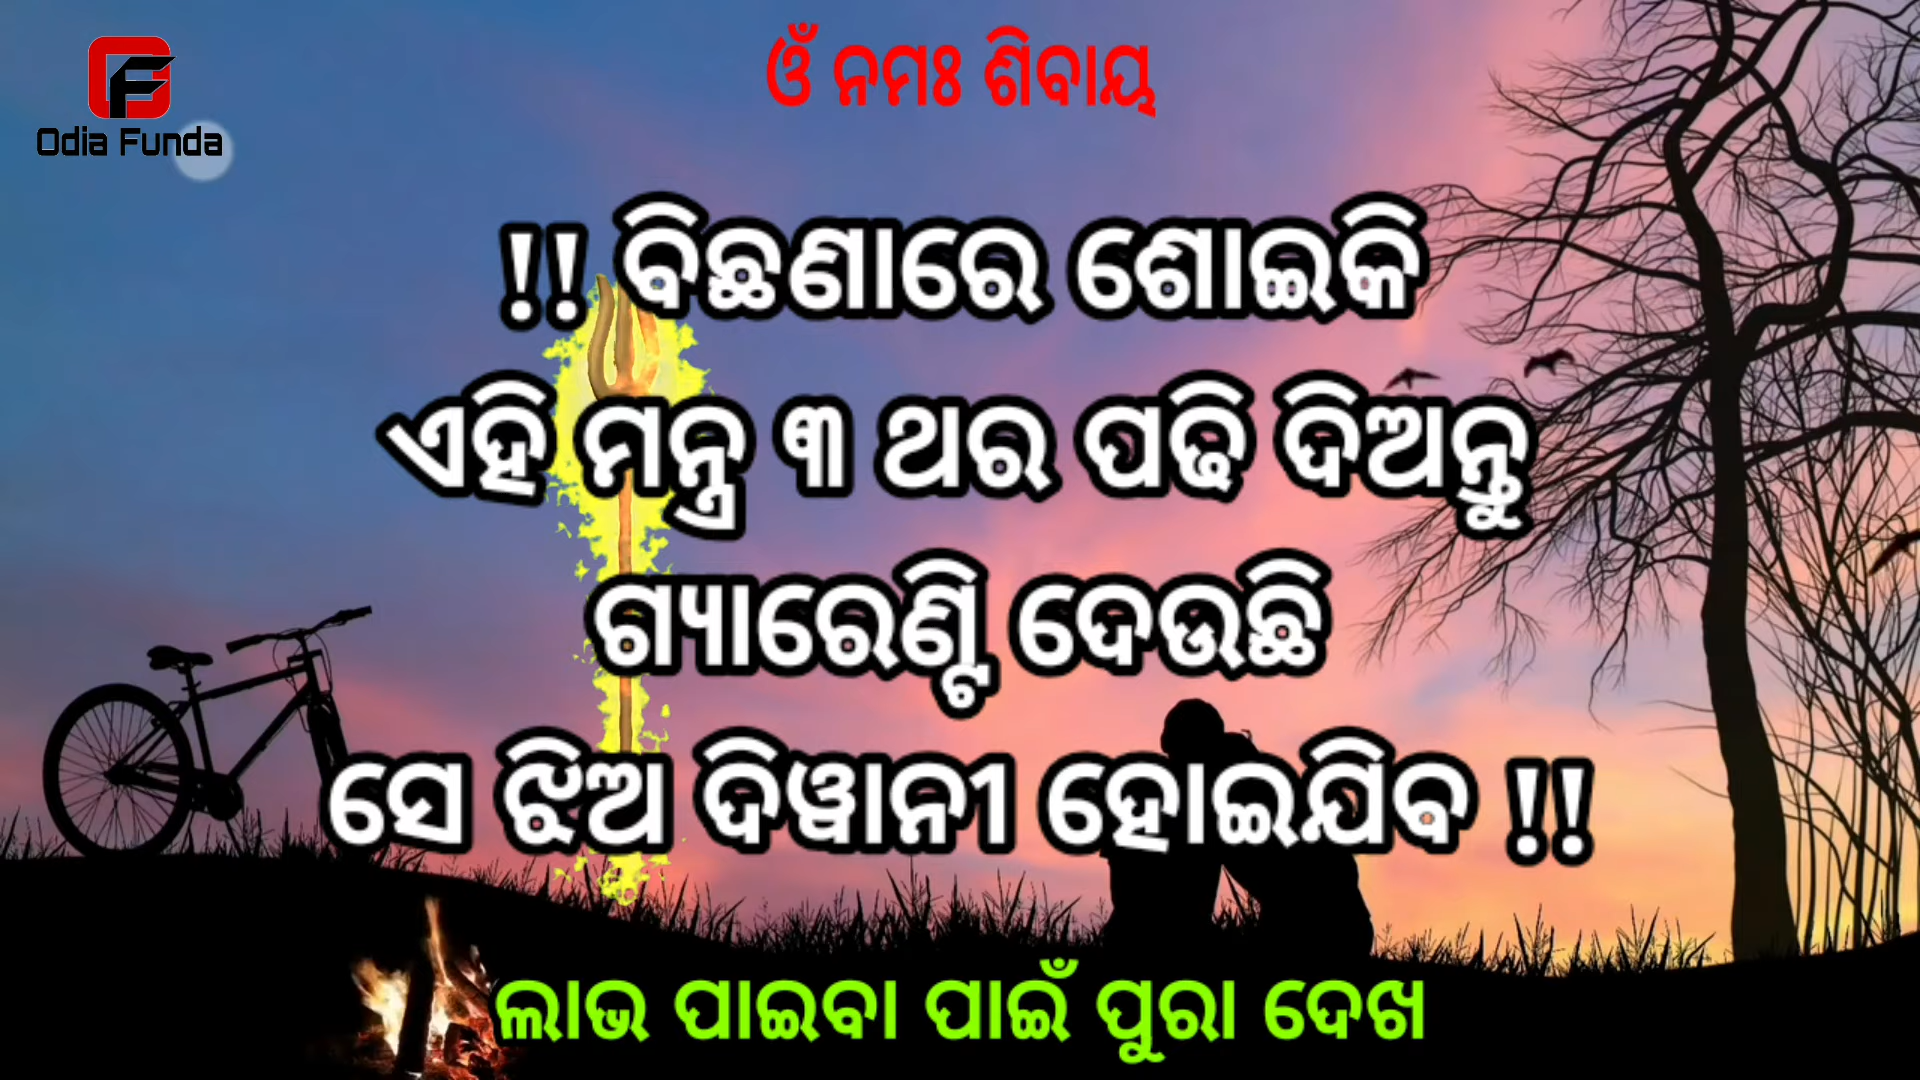 Odia Funda
ଓଁ ନମଃ ଶିବାୟ
!! ବିଛଣାରେ ଶୋଇକି
ଏହି ମନ୍ତ୍ର ୩ ଥର ପଢି ଦିଅନ୍ତୁ
ଗ୍ୟାରେଣ୍ଟି ଦେଉଛି
ସେ ଝିଅ ଦିୱାନୀ ହୋଇଯିବ !!
ଲାଭ ପାଇବା ପାଇଁ ପୁରା ଦେଖ